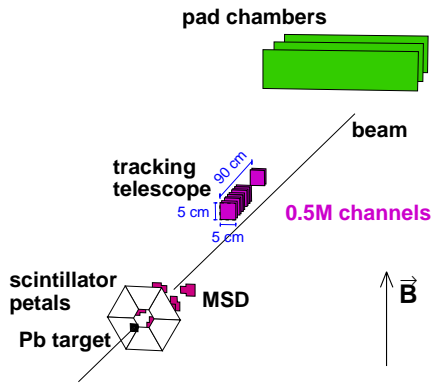 pad chambers
beam
tracking
telescope
90 cm
5 cm
5 cm
0.5M channels
scintillator
petals
MSD
Pb target
B